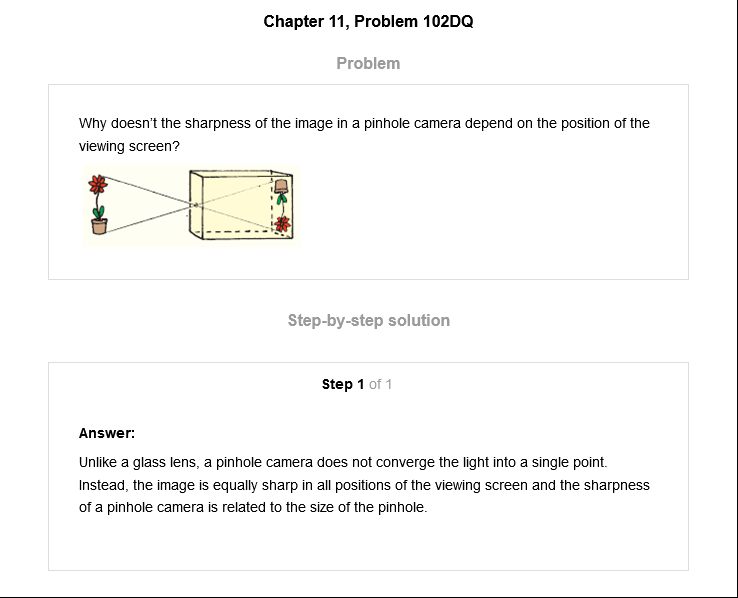 Chapter 11, Problem 102DQ
Problem
Why doesn't the sharpness of the image in a pinhole camera depend on the position of the
viewing screen?
Step-by-step solution
Step 1 of 1
Answer:
Unlike a glass lens, a pinhole camera does not converge the light into a single point.
Instead, the image is equally sharp in all positions of the viewing screen and the sharpness
of a pinhole camera is related to the size of the pinhole.